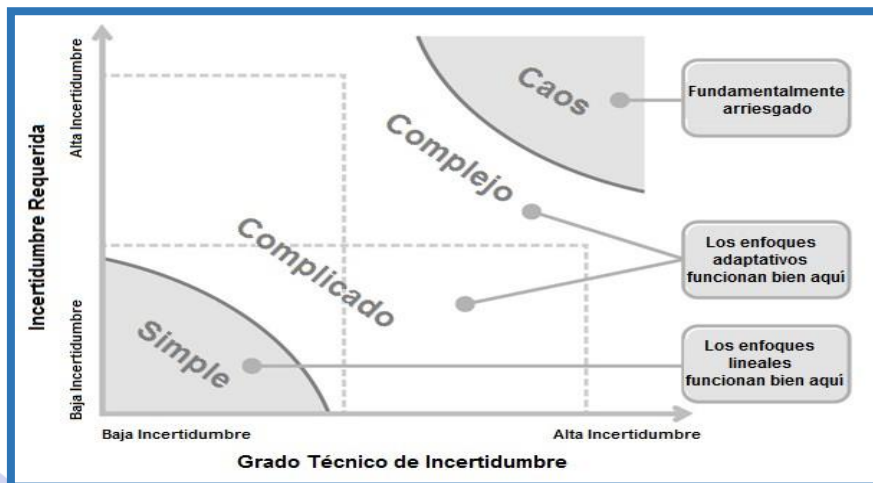 Incertidumbre Requerida
Alta Incertidumbre
Baja Incertidumbre
Caos
Complejo
Complicado
Simple
Fundamentalmente
arriesgado
Los enfoques
adaptativos
funcionan bien aquí
Los enfoques
lineales
funcionan bien aquí
Baja Incertidumbre
Alta Incertidumbre
Grado Técnico de Incertidumbre